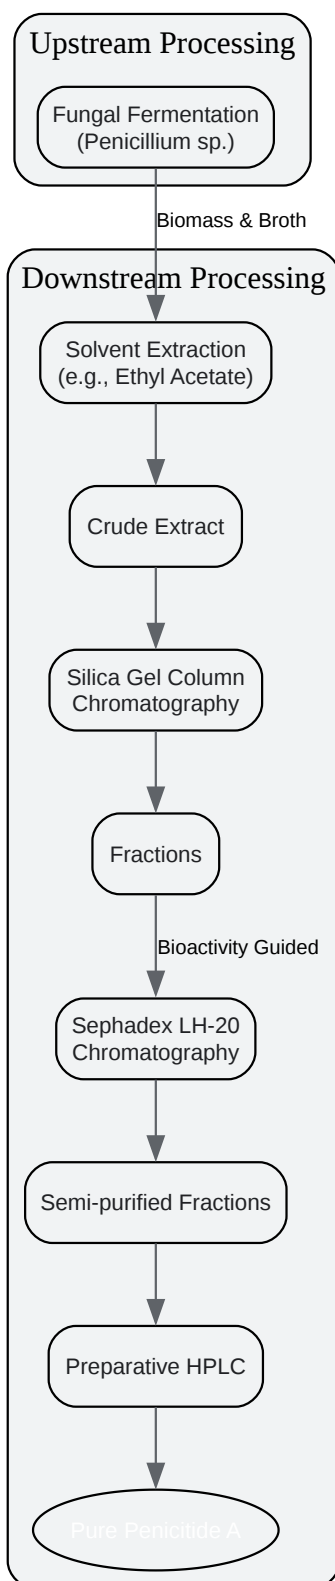 Upstream Processing
Fungal Fermentation
(Penicillium sp.)
Biomass & Broth
Downstream Processing
Solvent Extraction
(e.g., Ethyl Acetate)
Crude Extract
Silica Gel Column
Chromatography
Fractions
Bioactivity Guided
Sephadex LH-20
Chromatography
Semi-purified Fractions
Preparative HPLC
Pure Penicitide A